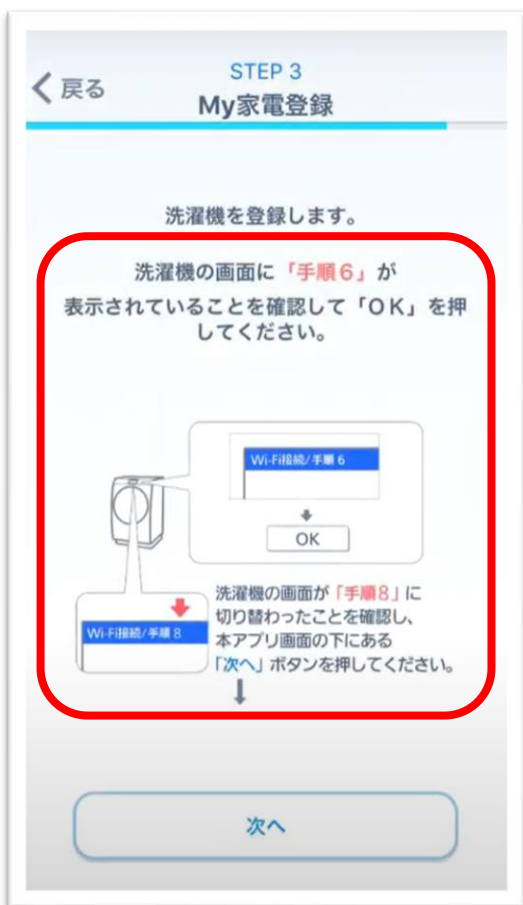 戻る
STEP 3
My家電登録
洗濯機を登録します。
洗濯機の画面に「手順6」が
表示されていることを確認して「OK」を押
してください。
Wi-Fi接続/手順 6
OK
洗濯機の画面が「手順8」に
切り替わったことを確認し、
本アプリ画面の下にある
「次へ」ボタンを押してください。
Wi-Fi接続/手順 8
次へ